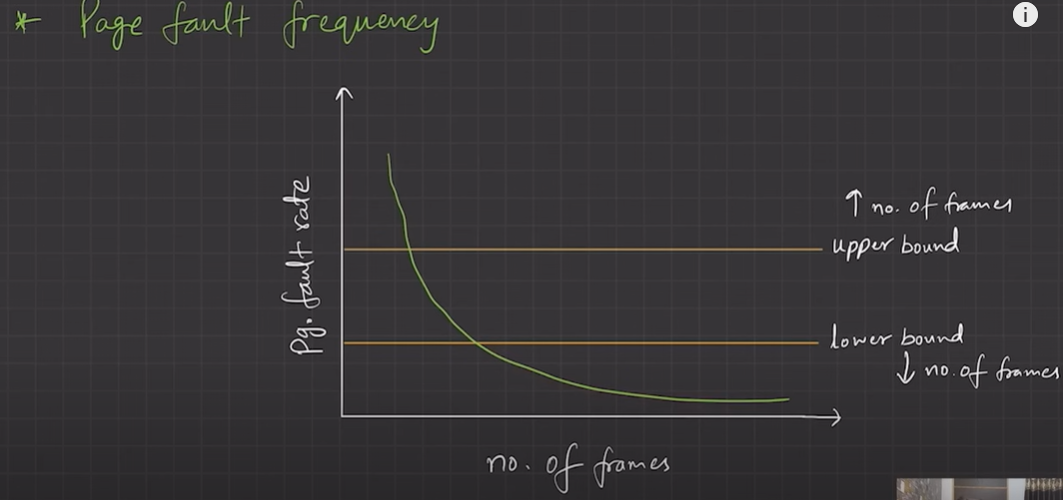 * Page fault frequency
↑ no. of frames
upper bound
Pg. fault rate
lower bound
↓ no. of frames
no. of frames